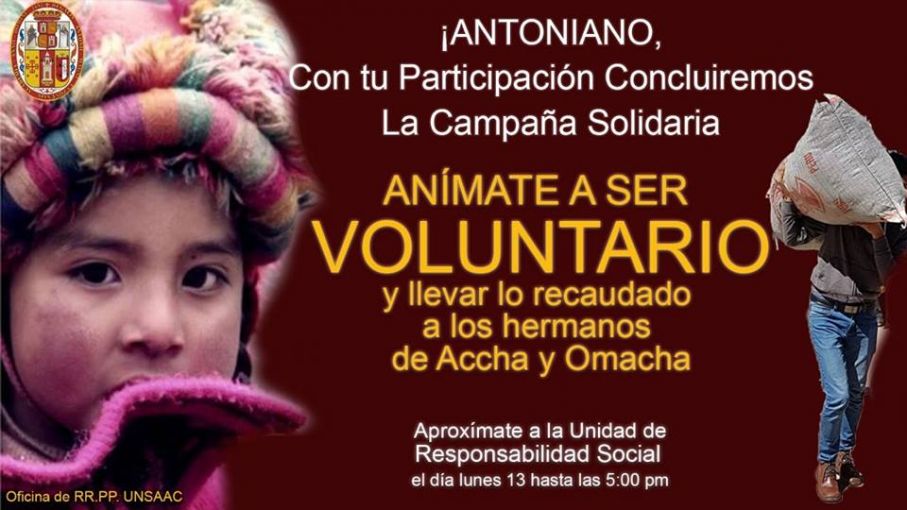 ¡ANTONIANO,
Con tu Participación Concluiremos
La Campaña Solidaria
ANÍMATE A SER
VOLUNTARIO
y llevar lo recaudado
a los hermanos
de Accha y Omacha
Aproxímate a la Unidad de
Responsabilidad Social
el día lunes 13 hasta las 5:00 pm
Oficina de RR.PP. UNSAAC